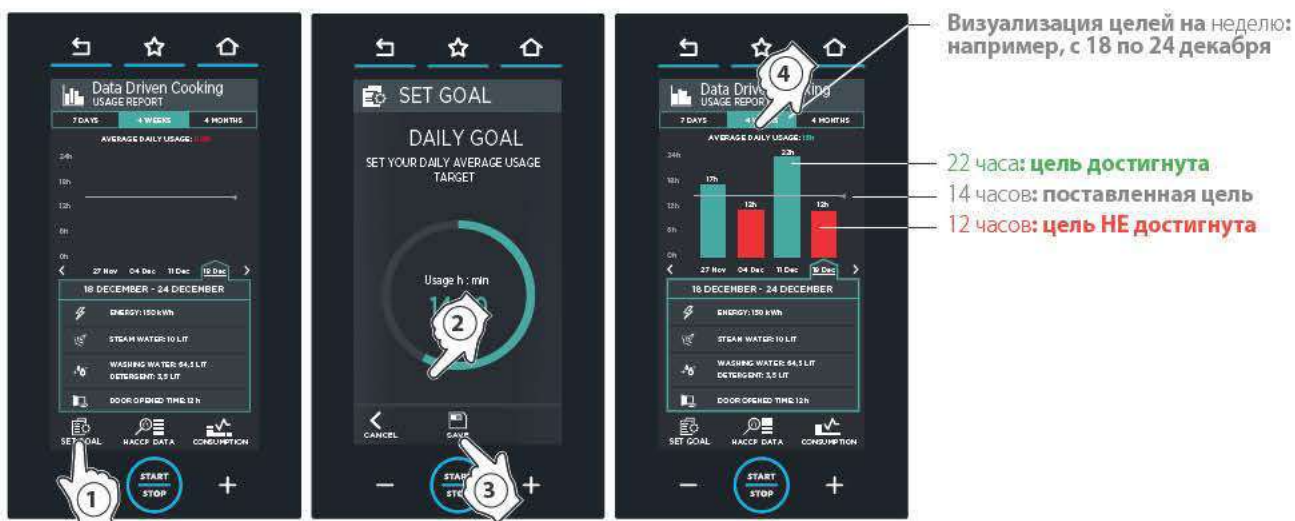 Data Driven Cooking
USAGE REPORT
7 DAYS 4 WEEKS 4 MONTHS
AVERAGE DAILY USAGE:
24h
18h
12h
6h
0h
27 Nov 04 Dec 11 Dec 18 Dec
18 DECEMBER - 24 DECEMBER
ENERGY: 150 kWh
STEAM WATER: 10 LIT
WASHING WATER: 64,5 LIT
DETERGENT: 3,5 LIT
DOOR OPENED TIME: 12 h
SET GOAL HACCP DATA CONSUMPTION
1
START
STOP
+
SET GOAL
DAILY GOAL
SET YOUR DAILY AVERAGE USAGE
TARGET
Usage h : min
2
CANCEL
SAVE
−
3
+
4
USAGE REPORT
7 DAYS 4 MONTHS
AVERAGE DAILY USAGE:
24h
18h
12h
6h
0h
17h
12h
22h
12h
27 Nov 04 Dec 11 Dec 18 Dec
18 DECEMBER - 24 DECEMBER
ENERGY: 150 kWh
STEAM WATER: 10 LIT
WASHING WATER: 64,5 LIT
DETERGENT: 3,5 LIT
DOOR OPENED TIME: 12 h
SET GOAL HACCP DATA CONSUMPTION
−
START
STOP
+
Визуализация целей на неделю:
например, с 18 по 24 декабря
22 часа: цель достигнута
14 часов: поставленная цель
12 часов: цель НЕ достигнута